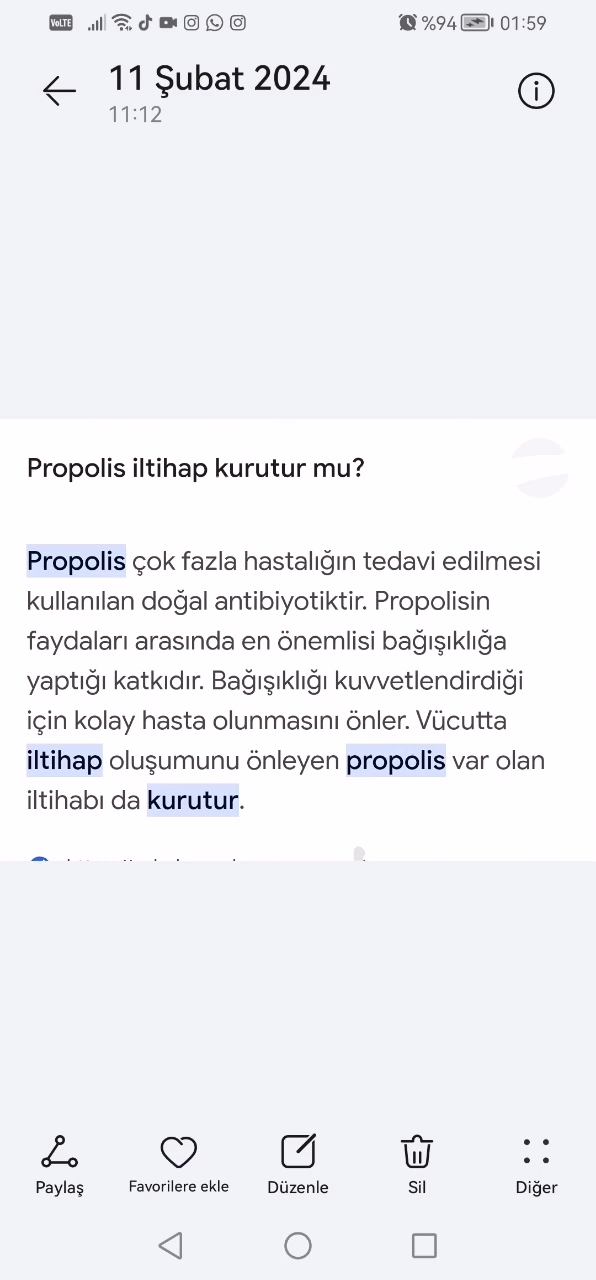 VoLTE %94 01:59
11 Şubat 2024
11:12
Propolis iltihap kurutur mu?
Propolis çok fazla hastalığın tedavi edilmesi
kullanılan doğal antibiyotiktir. Propolisin
faydaları arasında en önemlisi bağışıklığa
yaptığı katkıdır. Bağışıklığı kuvvetlendirdiği
için kolay hasta olunmasını önler. Vücutta
iltihap oluşumunu önleyen propolis var olan
iltihabı da kurutur.
Paylaş Favorilere ekle Düzenle Sil Diğer